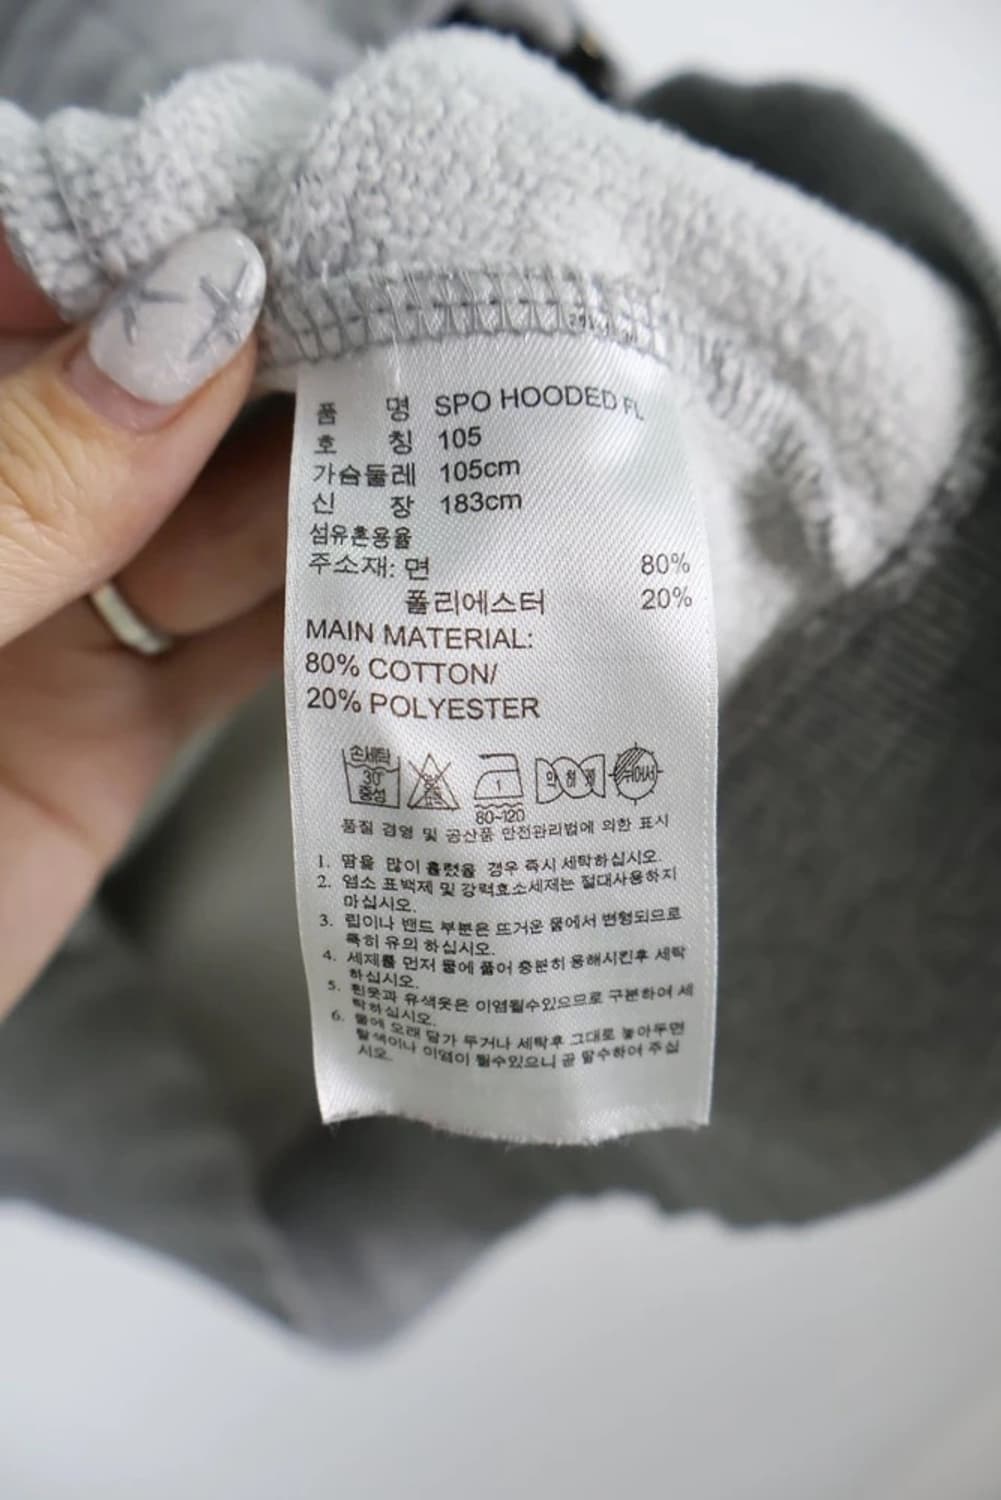 품 명 SPO HOODED FL
호 칭 105
가슴둘레 105cm
신 장 183cm
섬유혼용율
주소재: 면 80%
폴리에스터 20%
MAIN MATERIAL:
80% COTTON/
20% POLYESTER
손세탁
30°
중성
1
80~120
약하게
뉘어서
품질 경영 및 공산품 안전관리법에 의한 표시
1. 땀을 많이 흘렸을 경우 즉시 세탁하십시오.
2. 염소 표백제 및 강력효소세제는 절대사용하지
마십시오.
3. 립이나 밴드 부분은 뜨거운 물에서 변형되므로
특히 유의 하십시오.
4. 세제를 먼저 물에 풀어 충분히 용해시킨후 세탁
하십시오.
5. 흰옷과 유색옷은 이염될수있으므로 구분하여 세
탁하십시오.
6. 물에 오래 담가 두거나 세탁후 그대로 놓아두면
탈색이나 이염이 될수있으니 곧 탈수하여 주십
시오.